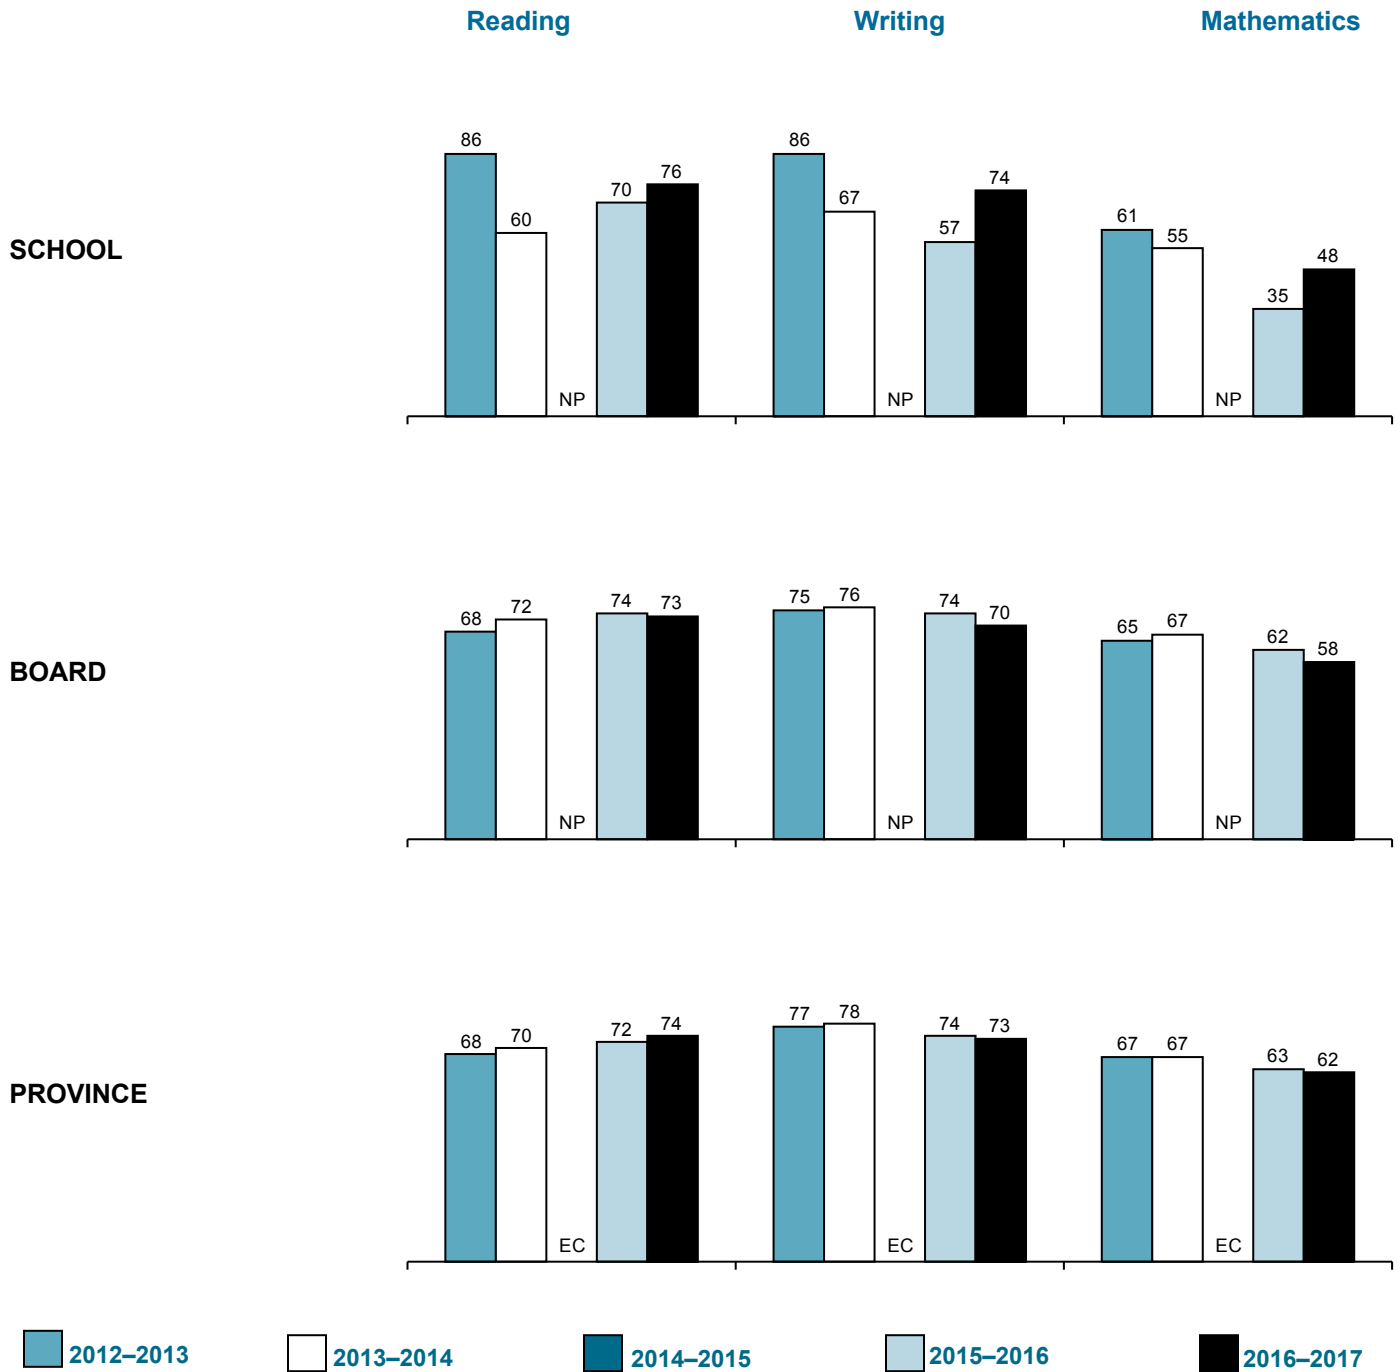 Reading Writing Mathematics
SCHOOL
86 60 NP 70 76 86 67 NP 57 74 61 55 NP 35 48
BOARD
68 72 NP 74 73 75 76 NP 74 70 65 67 NP 62 58
PROVINCE
68 70 EC 72 74 77 78 EC 74 73 67 67 EC 63 62
2012–2013 2013–2014 2014–2015 2015–2016 2016–2017